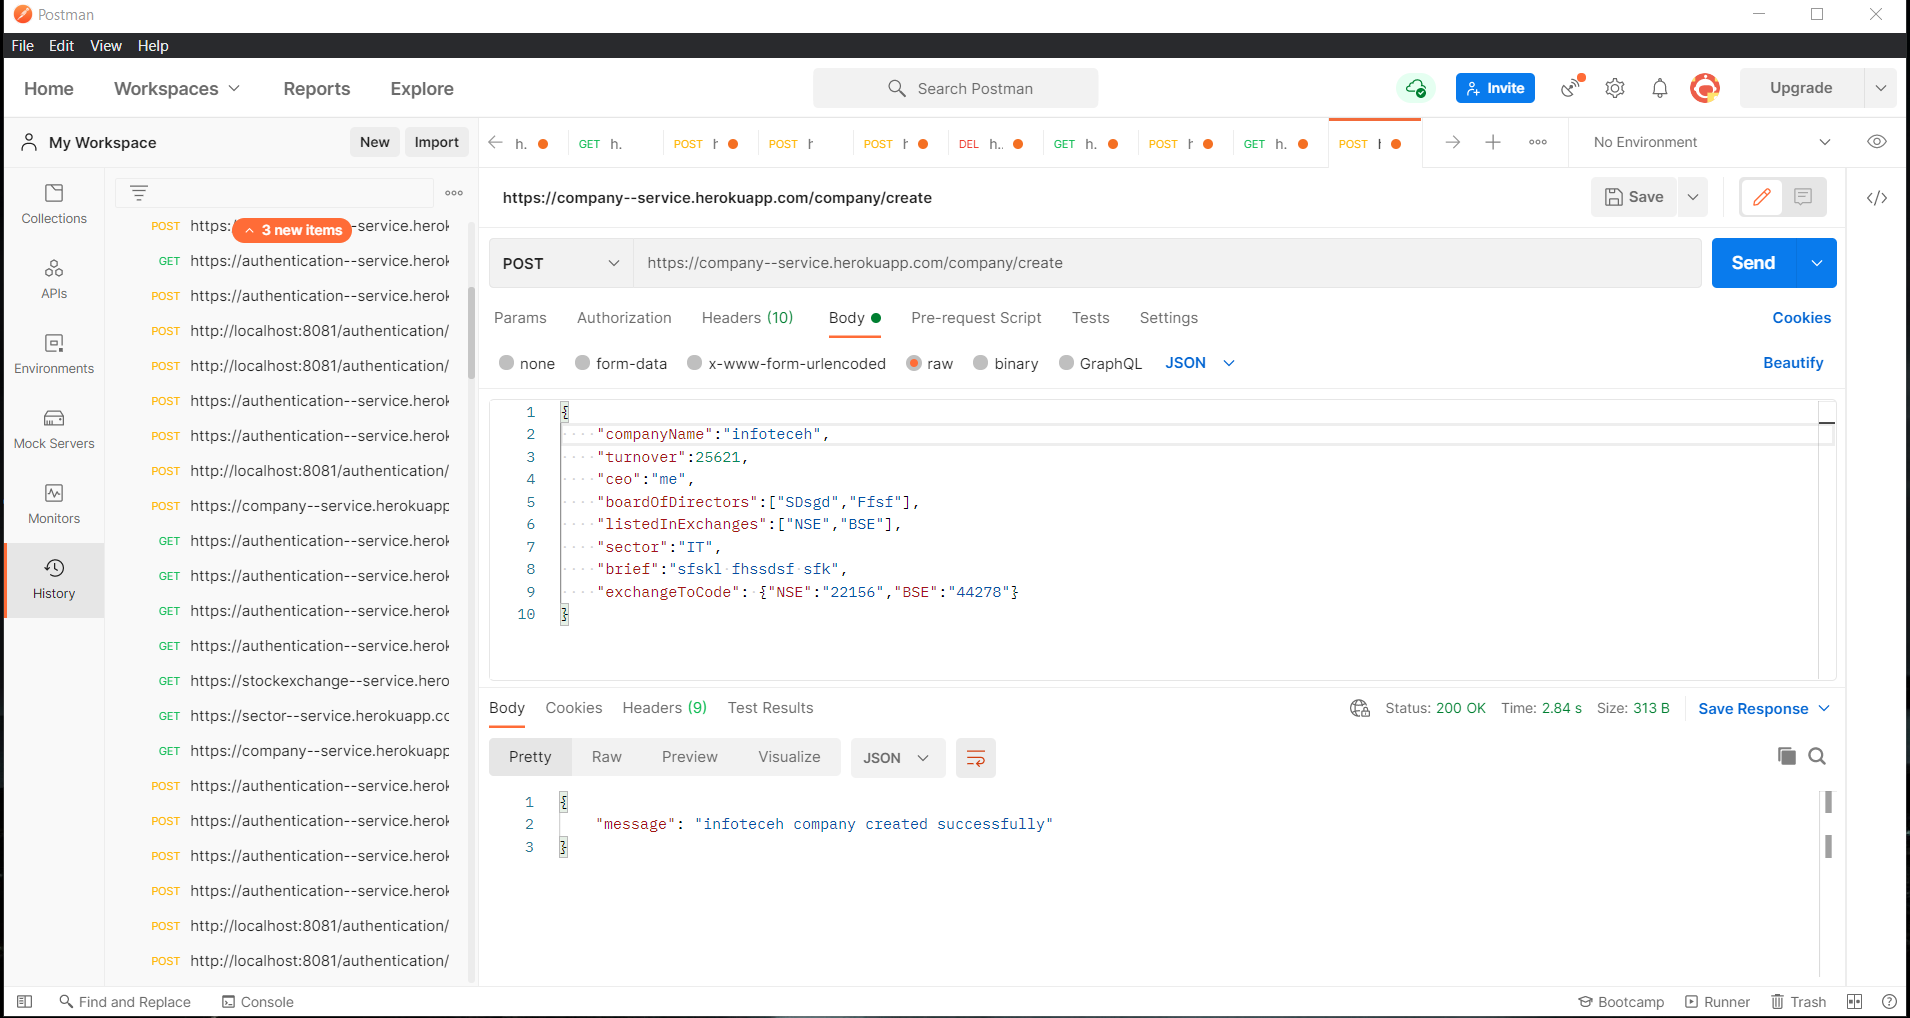 Postman
File Edit View Help
Home Workspaces Reports Explore Search Postman Invite Upgrade
My Workspace New Import
h. GET h. POST POST POST DEL h.. GET h. POST GET h. POST No Environment
Collections
APIs
Environments
Mock Servers
Monitors
History
3 new items
POST https:/ -service.herok
GET https://authentication--service.herok
POST https://authentication--service.herok
POST http://localhost:8081/authentication/
POST http://localhost:8081/authentication/
POST https://authentication--service.herok
POST https://authentication--service.herok
POST http://localhost:8081/authentication/
POST https://company--service.herokuapp
GET https://authentication--service.herok
GET https://authentication--service.herok
GET https://authentication--service.herok
GET https://authentication--service.herok
GET https://stockexchange--service.hero
GET https://sector--service.herokuapp.cc
GET https://company--service.herokuapp
POST https://authentication--service.herok
POST https://authentication--service.herok
POST https://authentication--service.herok
POST https://authentication--service.herok
POST http://localhost:8081/authentication/
POST http://localhost:8081/authentication/
https://company--service.herokuapp.com/company/create
Save
POST https://company--service.herokuapp.com/company/create Send
Params Authorization Headers (10) Body Pre-request Script Tests Settings Cookies
none form-data x-www-form-urlencoded raw binary GraphQL JSON Beautify
1 {
2 "companyName":"infoteceh",
3 "turnover":25621,
4 "ceo":"me",
5 "boardOfDirectors":["SDsgd","Ffsf"],
6 "listedInExchanges":["NSE","BSE"],
7 "sector":"IT",
8 "brief":"sfskl fhssdsf sfk",
9 "exchangeToCode": {"NSE":"22156","BSE":"44278"}
10 }
Body Cookies Headers (9) Test Results Status: 200 OK Time: 2.84 s Size: 313 B Save Response
Pretty Raw Preview Visualize JSON
1 {
2 "message": "infoteceh company created successfully"
3 }
Find and Replace Console Bootcamp Runner Trash